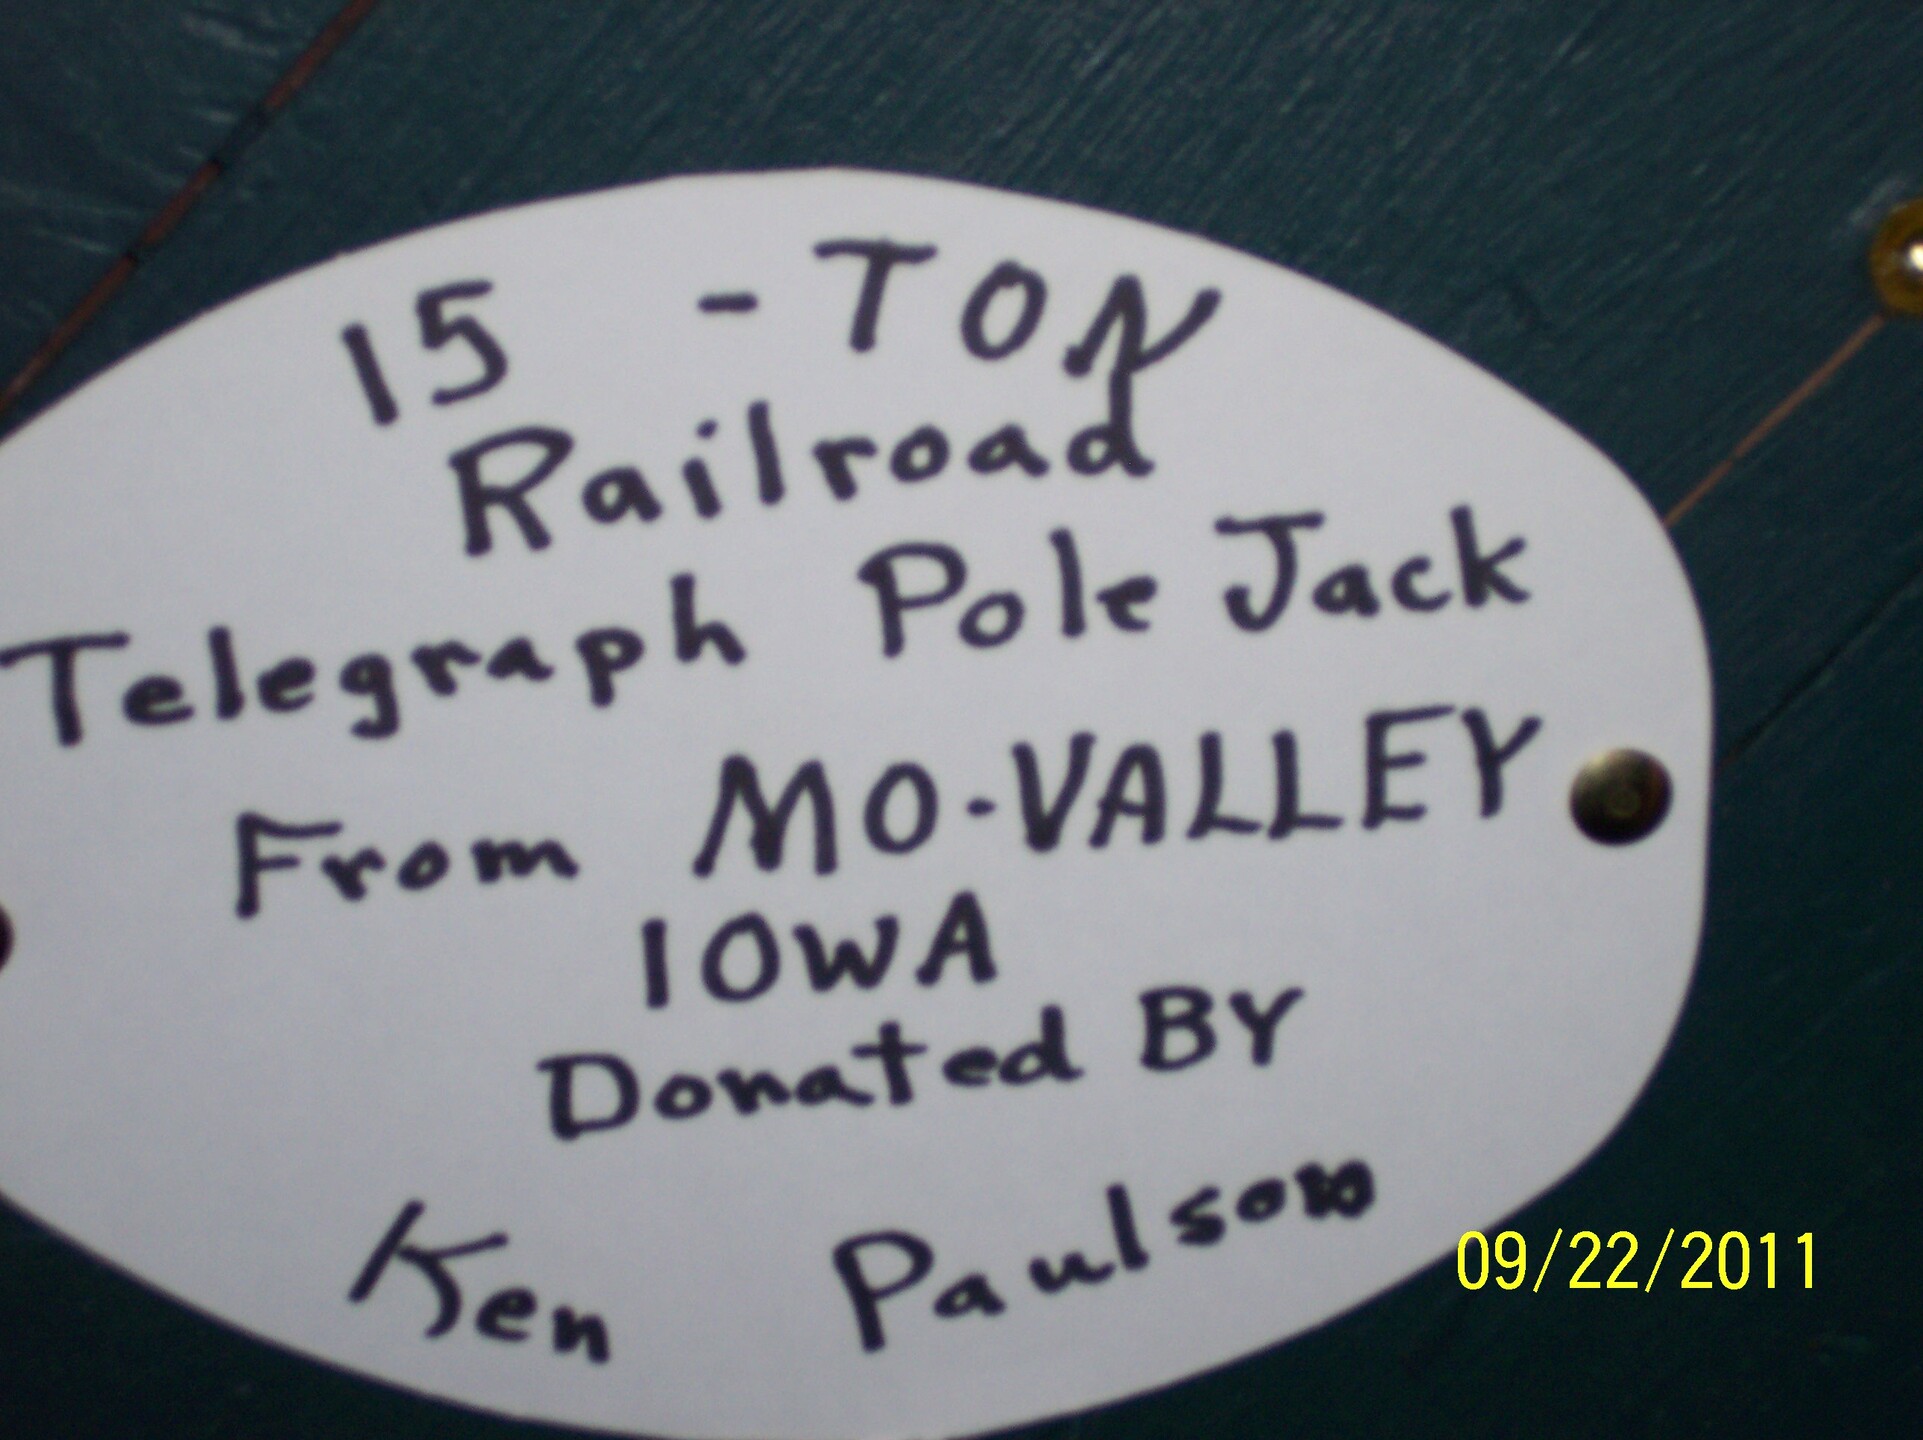 15 -TON
Railroad
Telegraph Pole Jack
From MO-VALLEY
IOWA
Donated BY
Ken Paulson
09/22/2011